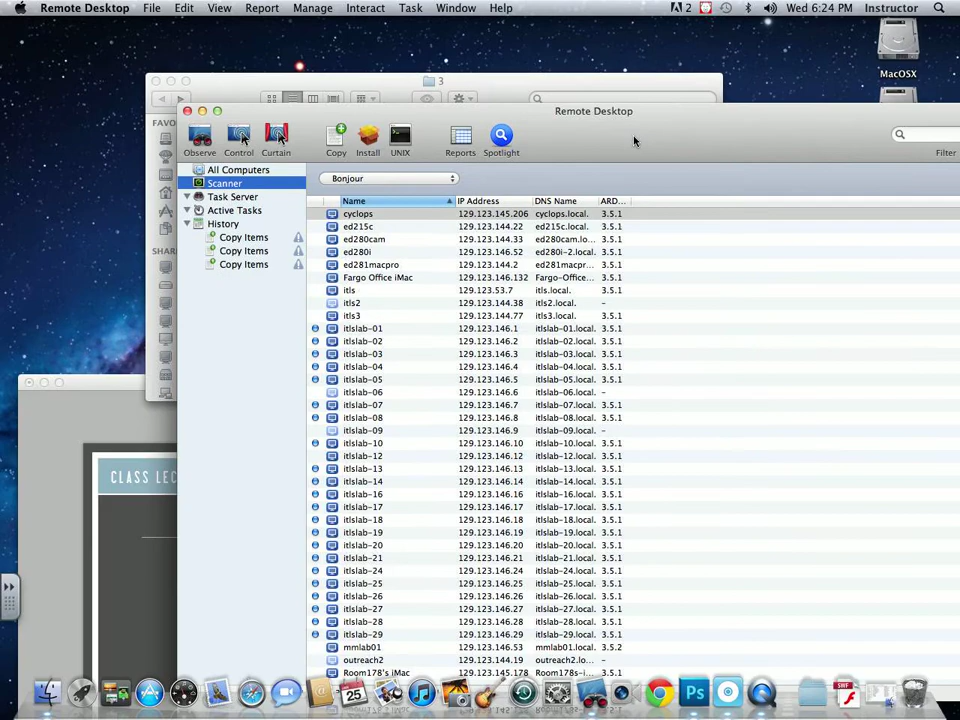 Remote Desktop File Edit View Report Manage Interact Task Window Help 2 Wed 6:24 PM Instructor
MacOSX
3
Remote Desktop
Observe Control Curtain Copy Install UNIX Reports Spotlight Filter
FAVO
SHAR
All Computers
Scanner
Task Server
Active Tasks
History
Copy Items
Copy Items
Copy Items
Bonjour
Name IP Address DNS Name ARD...
cyclops 129.123.145.206 cyclops.local. 3.5.1
ed215c 129.123.144.22 ed215c.local. 3.5.1
ed280cam 129.123.144.33 ed280cam.lo... 3.5.1
ed280i 129.123.146.52 ed280i-2.local. 3.5.1
ed281macpro 129.123.144.2 ed281macpr... 3.5.1
Fargo Office iMac 129.123.146.132 Fargo-Office... 3.5.1
itls 129.123.53.7 itls.local. 3.5.1
itls2 129.123.144.38 itls2.local. –
itls3 129.123.144.77 itls3.local. 3.5.1
itlslab-01 129.123.146.1 itlslab-01.local. 3.5.1
itlslab-02 129.123.146.2 itlslab-02.local. 3.5.1
itlslab-03 129.123.146.3 itlslab-03.local. 3.5.1
itlslab-04 129.123.146.4 itlslab-04.local. 3.5.1
itlslab-05 129.123.146.5 itlslab-05.local. 3.5.1
itlslab-06 129.123.146.6 itlslab-06.local. –
itlslab-07 129.123.146.7 itlslab-07.local. 3.5.1
itlslab-08 129.123.146.8 itlslab-08.local. 3.5.1
itlslab-09 129.123.146.9 itlslab-09.local. –
itlslab-10 129.123.146.10 itlslab-10.local. 3.5.1
itlslab-12 129.123.146.12 itlslab-12.local. 3.5.1
itlslab-13 129.123.146.13 itlslab-13.local. 3.5.1
itlslab-14 129.123.146.14 itlslab-14.local. 3.5.1
itlslab-16 129.123.146.16 itlslab-16.local. 3.5.1
itlslab-17 129.123.146.17 itlslab-17.local. 3.5.1
itlslab-18 129.123.146.18 itlslab-18.local. 3.5.1
itlslab-19 129.123.146.19 itlslab-19.local. 3.5.1
itlslab-20 129.123.146.20 itlslab-20.local. 3.5.1
itlslab-21 129.123.146.21 itlslab-21.local. 3.5.1
itlslab-24 129.123.146.24 itlslab-24.local. 3.5.1
itlslab-25 129.123.146.25 itlslab-25.local. 3.5.1
itlslab-26 129.123.146.26 itlslab-26.local. 3.5.1
itlslab-27 129.123.146.27 itlslab-27.local. 3.5.1
itlslab-28 129.123.146.28 itlslab-28.local. 3.5.1
itlslab-29 129.123.146.29 itlslab-29.local. 3.5.1
mmlab01 129.123.146.53 mmlab01.local. 3.5.2
outreach2 129.123.144.19 outreach2.lo... –
Room178's iMac 129.123.145.178 Room178s-i... 3.5.1
CLASS LEC
25
Ps